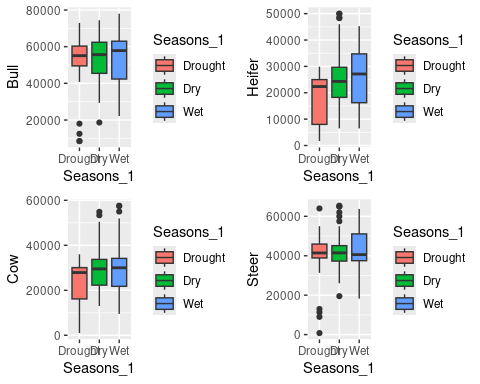 Bull
80000
60000
40000
20000
Drought Dry Wet
Seasons_1
Seasons_1
Drought
Dry
Wet
Heifer
50000
40000
30000
20000
10000
0
Drought Dry Wet
Seasons_1
Seasons_1
Drought
Dry
Wet
Cow
60000
40000
20000
0
Drought Dry Wet
Seasons_1
Seasons_1
Drought
Dry
Wet
Steer
60000
40000
20000
0
Drought Dry Wet
Seasons_1
Seasons_1
Drought
Dry
Wet